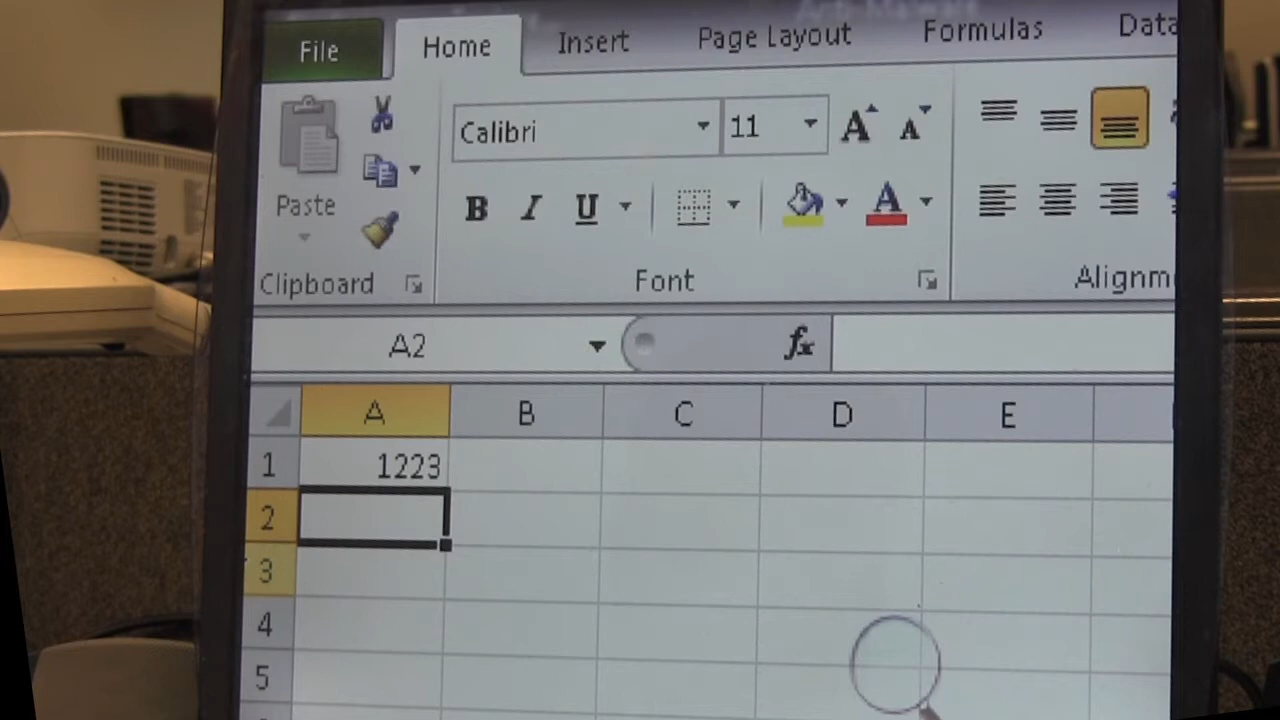 File Home Insert Page Layout Formulas Data
Calibri 11 A A
Paste B I U A
Clipboard Font
A2 fx
A B C D E
1 1223
2
3
4
5